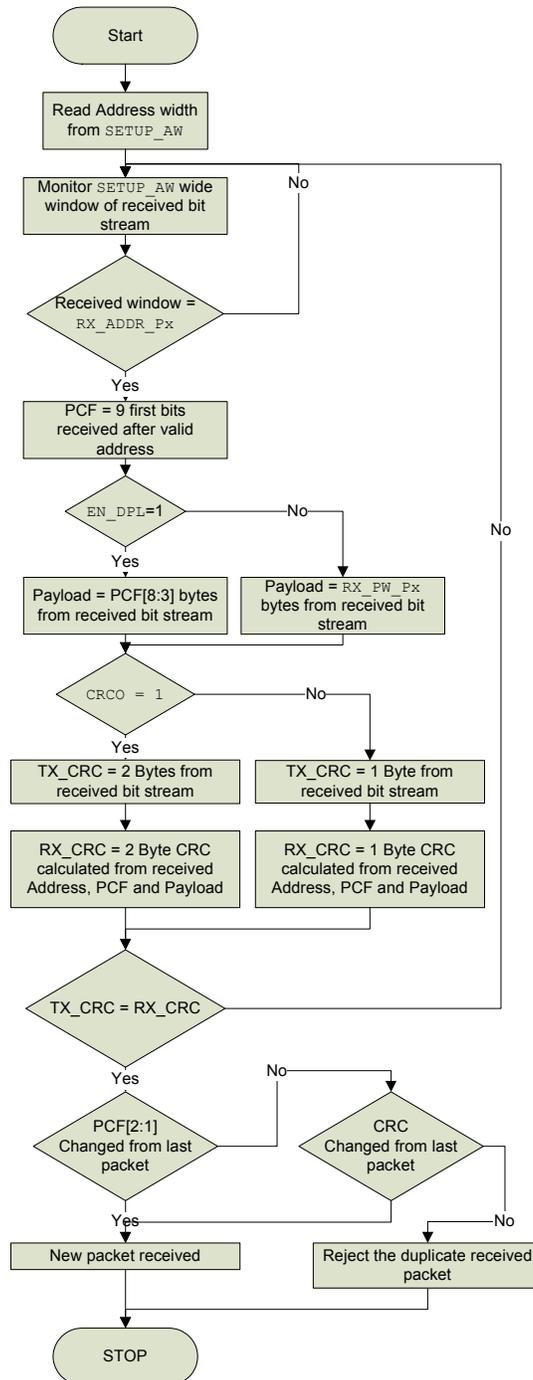 Start
Read Address width
from SETUP_AW
Monitor SETUP_AW wide
window of received bit
stream
No
Received window =
RX_ADDR_Px
Yes
PCF = 9 first bits
received after valid
address
EN_DPL=1
No
No
Yes
Payload = PCF[8:3] bytes
from received bit stream
Payload = RX_PW_Px
bytes from received bit
stream
CRCO = 1
No
Yes
TX_CRC = 2 Bytes from
received bit stream
TX_CRC = 1 Byte from
received bit stream
RX_CRC = 2 Byte CRC
calculated from received
Address, PCF and Payload
RX_CRC = 1 Byte CRC
calculated from received
Address, PCF and Payload
TX_CRC = RX_CRC
Yes
No
PCF[2:1]
Changed from last
packet
CRC
Changed from last
packet
Yes
No
New packet received
Reject the duplicate received
packet
STOP